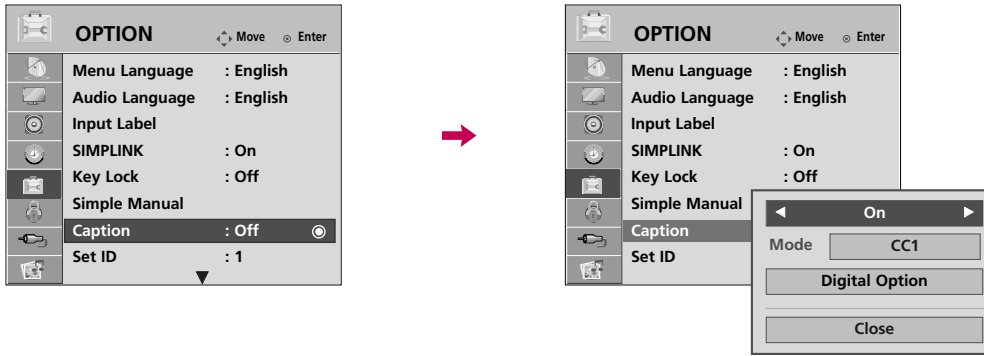 OPTION Move Enter
Menu Language : English
Audio Language : English
Input Label
SIMPLINK : On
Key Lock : Off
Simple Manual
Caption : Off
Set ID : 1
OPTION Move Enter
Menu Language : English
Audio Language : English
Input Label
SIMPLINK : On
Key Lock : Off
Simple Manual
Caption
Set ID
On
Mode CC1
Digital Option
Close